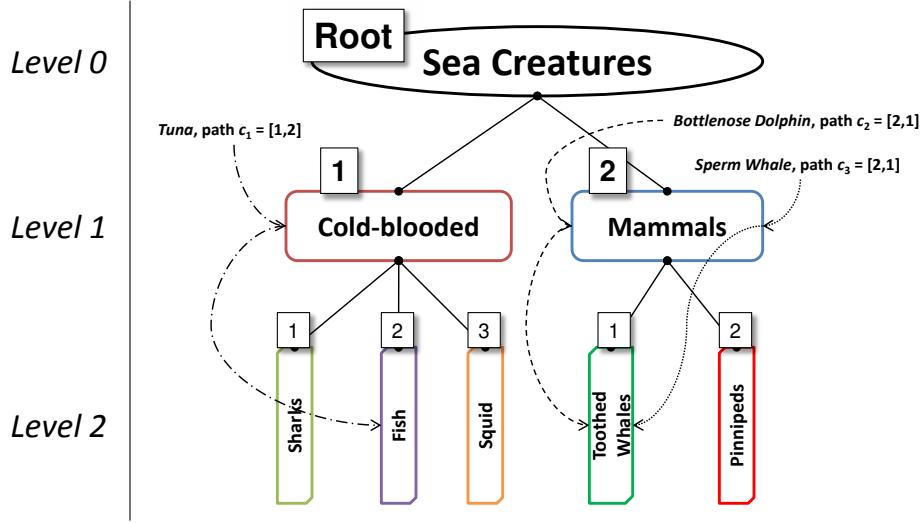 Level 0
Root
Sea Creatures
Tuna, path c₁ = [1,2]
Bottlenose Dolphin, path c₂ = [2,1]
Sperm Whale, path c₃ = [2,1]
1
2
Level 1
Cold-blooded
Mammals
1
2
3
1
2
Level 2
Sharks
Fish
Squid
Toothed
Whales
Pinnipeds